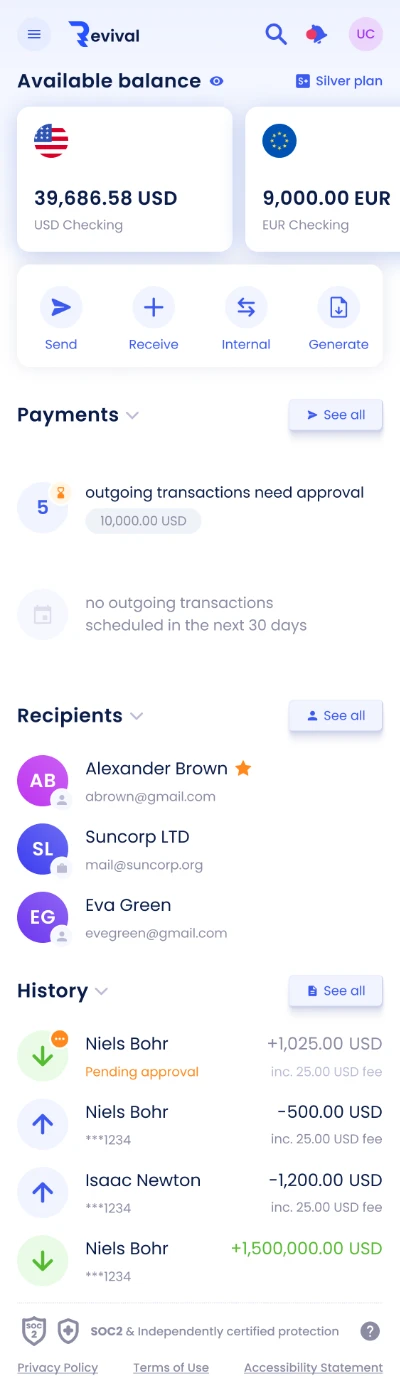 Revival
UC
Available balance
S+ Silver plan
39,686.58 USD
USD Checking
9,000.00 EUR
EUR Checking
Send
Receive
Internal
Generate
Payments
See all
5
outgoing transactions need approval
10,000.00 USD
no outgoing transactions
scheduled in the next 30 days
Recipients
See all
AB
Alexander Brown
abrown@gmail.com
SL
Suncorp LTD
mail@suncorp.org
EG
Eva Green
evegreen@gmail.com
History
See all
Niels Bohr +1,025.00 USD
Pending approval inc. 25.00 USD fee
Niels Bohr -500.00 USD
***1234 inc. 25.00 USD fee
Isaac Newton -1,200.00 USD
***1234 inc. 25.00 USD fee
Niels Bohr +1,500,000.00 USD
***1234
SOC
2
SOC2 & Independently certified protection ?
Privacy Policy Terms of Use Accessibility Statement